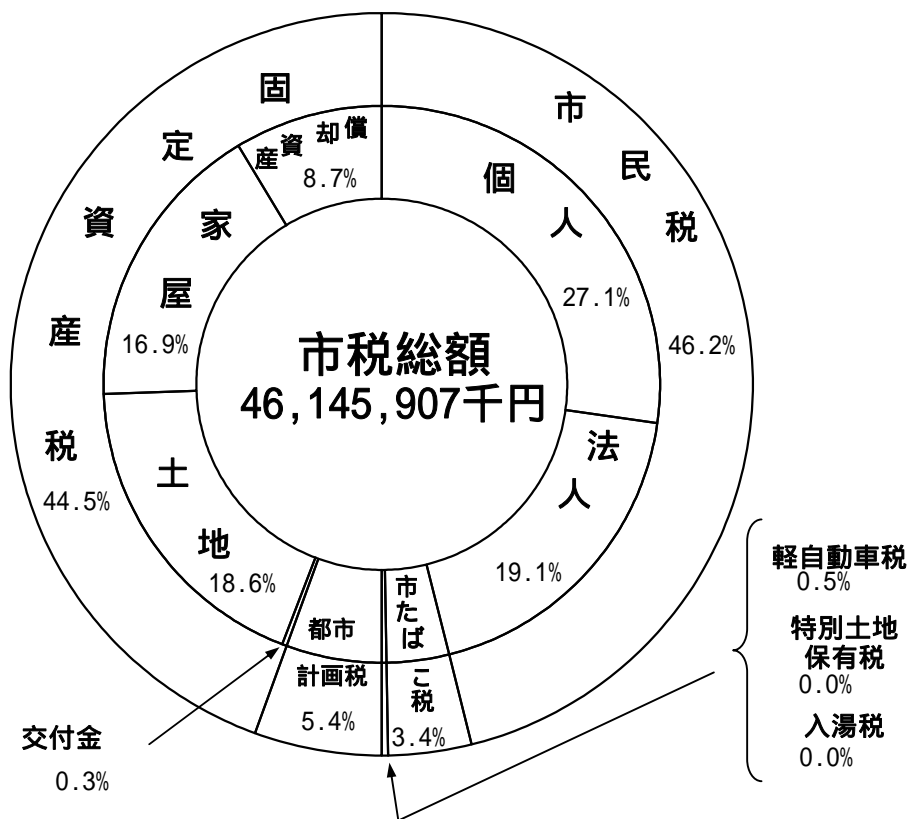 市税総額
46,145,907千円
市民税
46.2%
個人
27.1%
法人
19.1%
市たばこ税
3.4%
軽自動車税
0.5%
特別土地
保有税
0.0%
入湯税
0.0%
都市
計画税
5.4%
交付金
0.3%
固定資産税
44.5%
土地
18.6%
家屋
16.9%
償却資産
8.7%